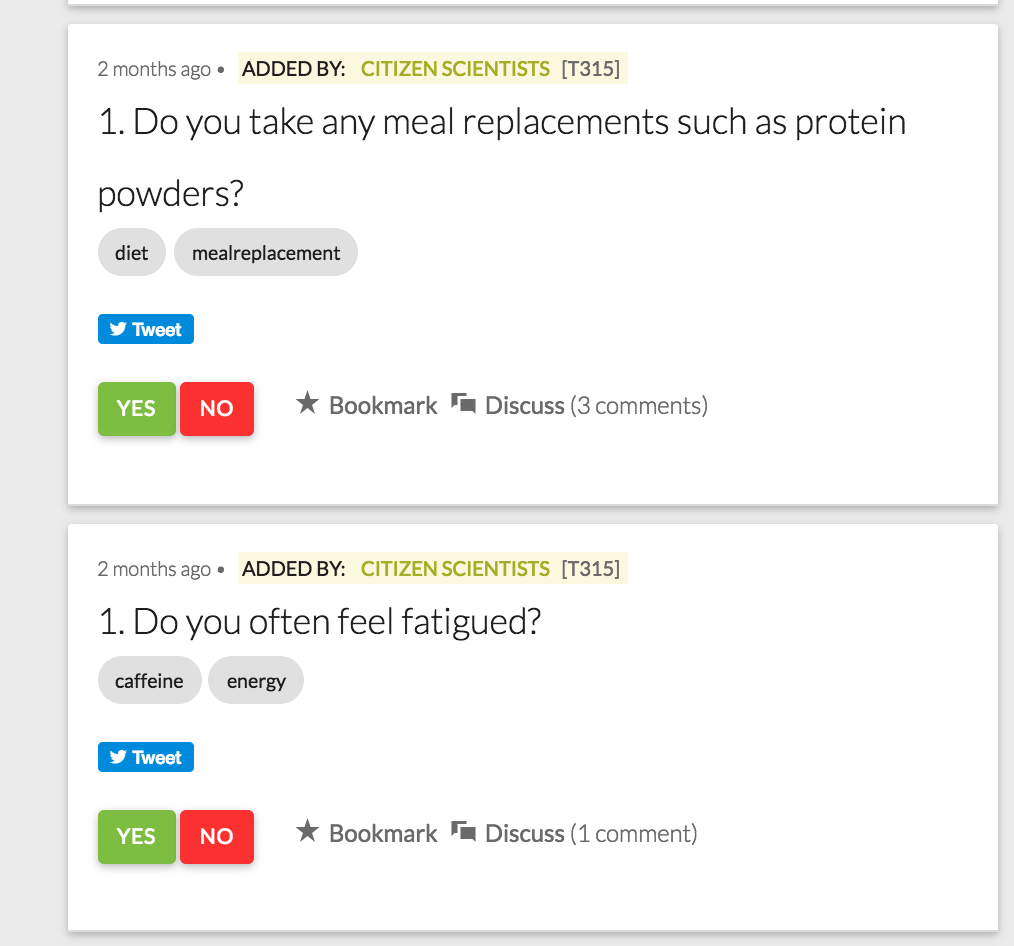 2 months ago • ADDED BY: CITIZEN SCIENTISTS [T315]
1. Do you take any meal replacements such as protein
powders?
diet mealreplacement
Tweet
YES NO Bookmark Discuss (3 comments)
2 months ago • ADDED BY: CITIZEN SCIENTISTS [T315]
1. Do you often feel fatigued?
caffeine energy
Tweet
YES NO Bookmark Discuss (1 comment)